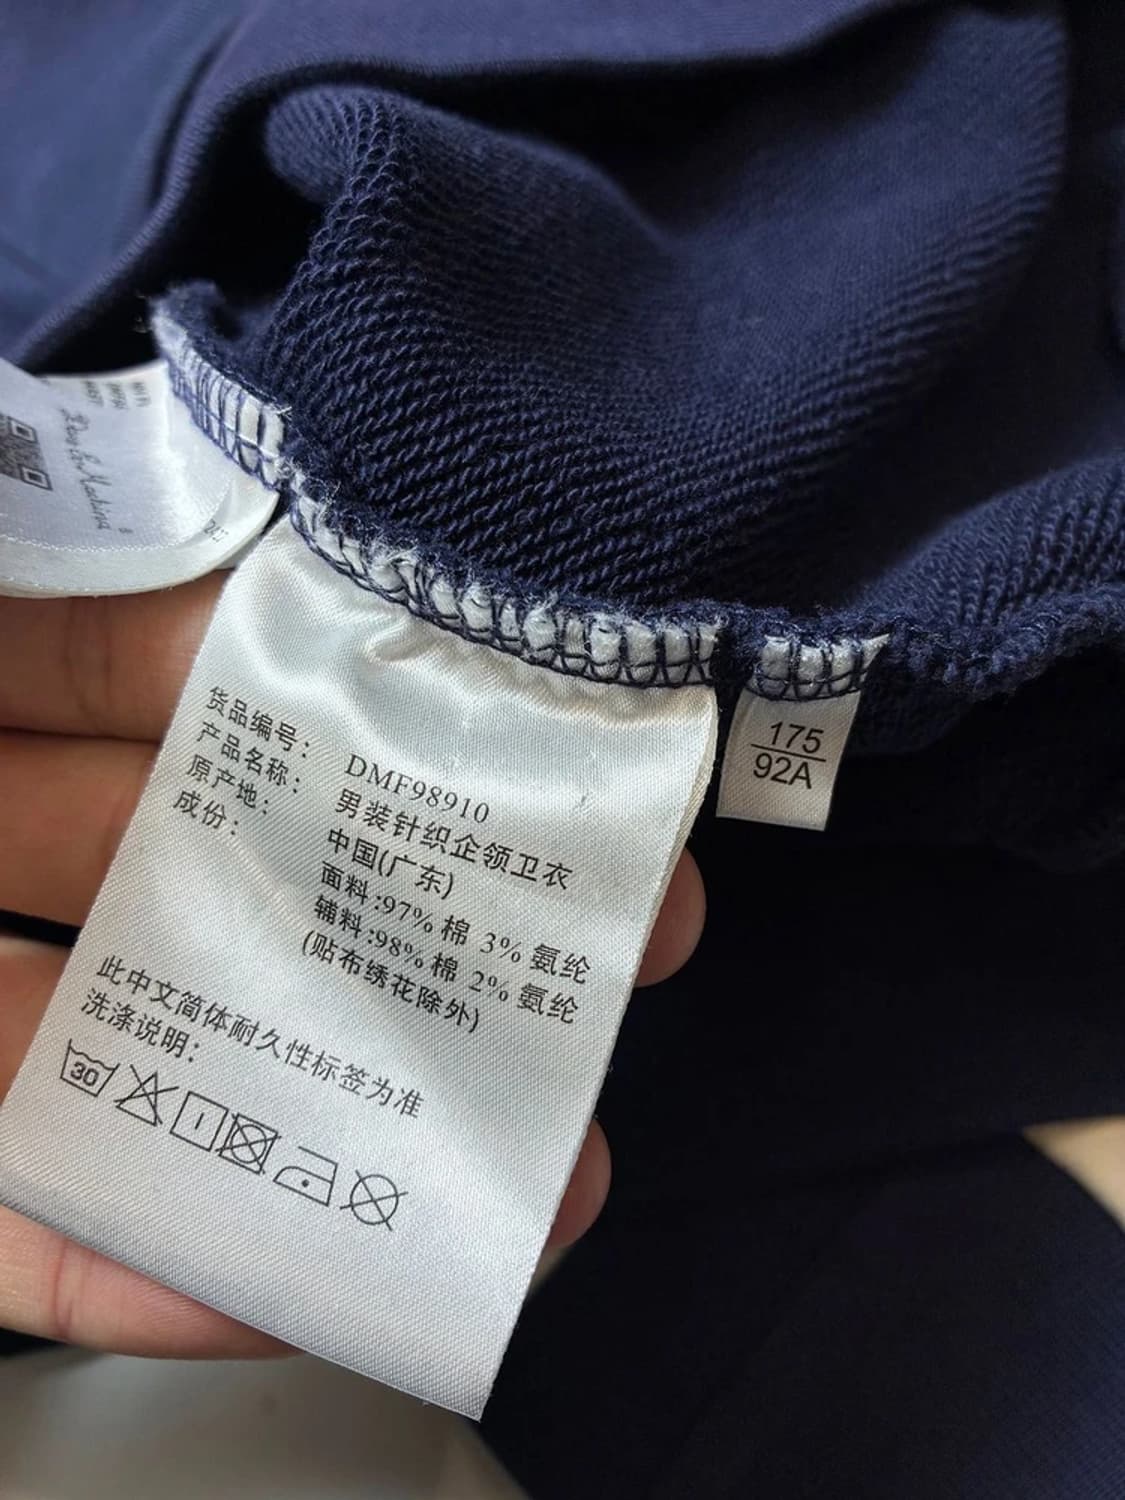 货品编号： DMF98910
产品名称： 男装针织企领卫衣
原产地： 中国(广东)
成份： 面料:97% 棉 3% 氨纶
辅料:98% 棉 2% 氨纶
(贴布绣花除外)
此中文简体耐久性标签为准
洗涤说明：
30
175
92A